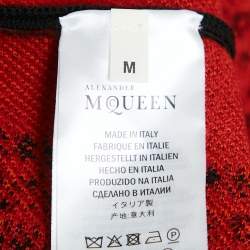 M
ALEXANDER
MCQUEEN
MADE IN ITALY
FABRIQUE EN ITALIE
HERGESTELLT IN ITALIEN
HECHO EN ITALIA
PRODUZIDO NA ITALIA
СДЕЛАНО В ИТАЛИИ
イタリア製
产地:意大利